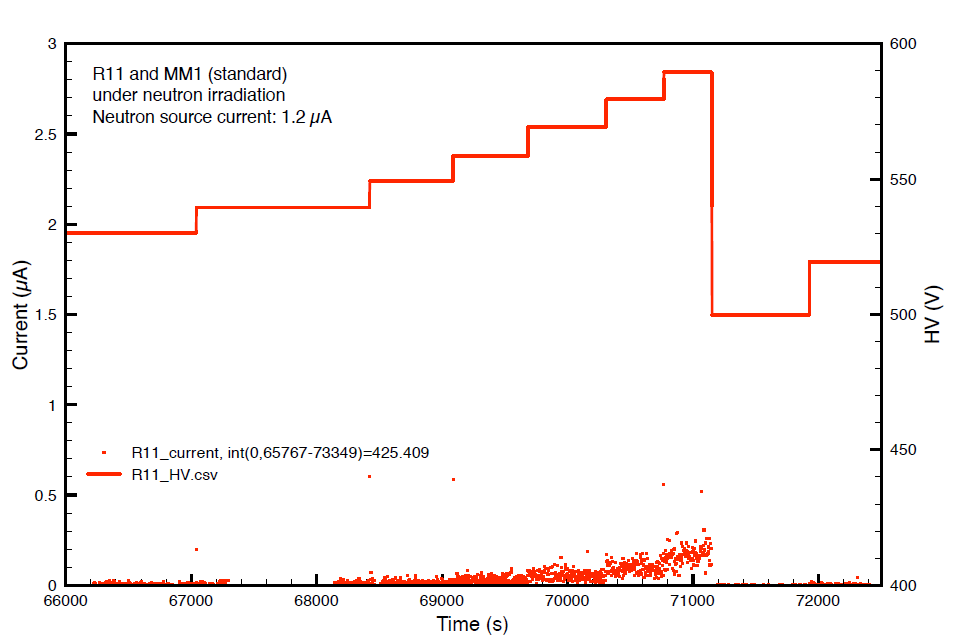 R11 and MM1 (standard)
under neutron irradiation
Neutron source current: 1.2 μA
3
2.5
2
1.5
1
0.5
0
Current (μA)
600
550
500
450
400
HV (V)
R11_current, int(0,65767-73349)=425.409
R11_HV.csv
66000 67000 68000 69000 70000 71000 72000
Time (s)